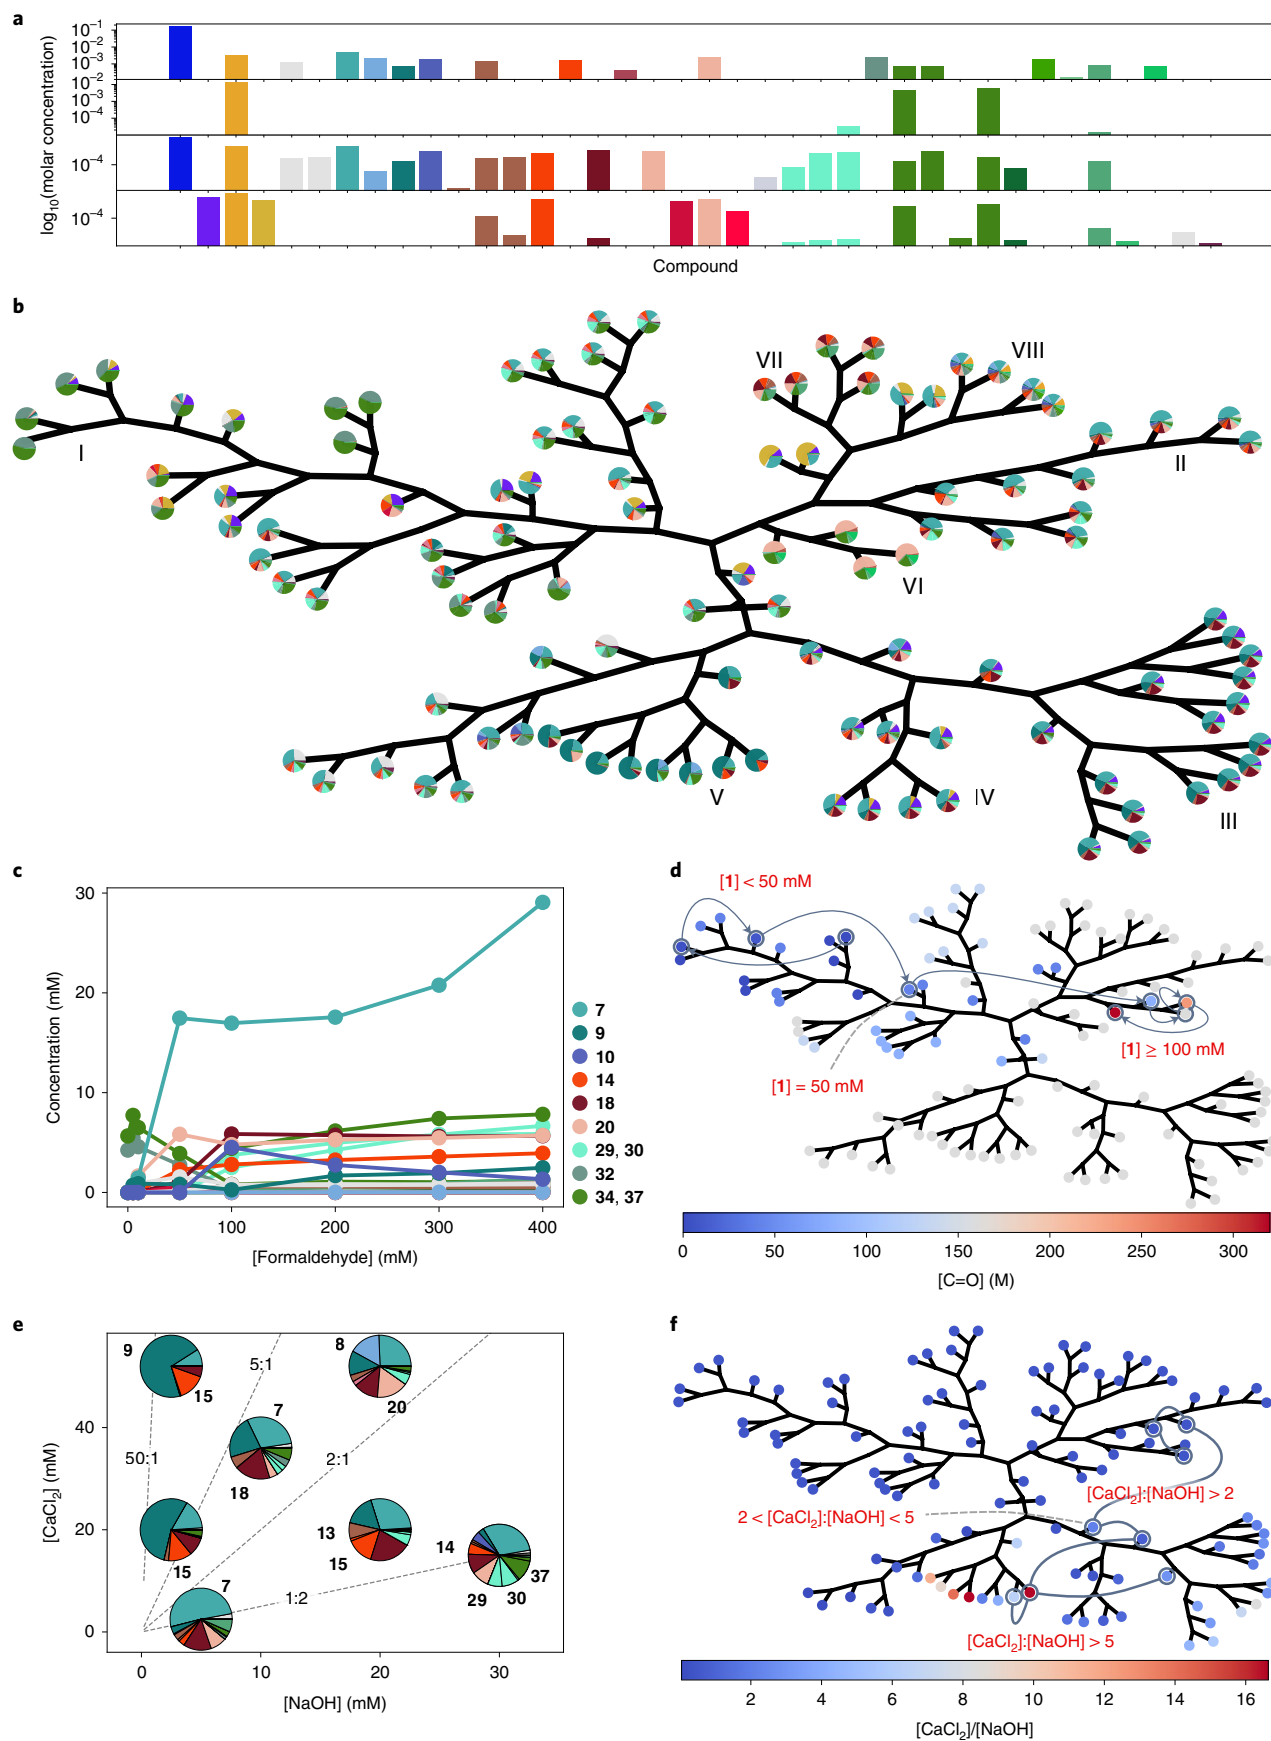 a
log10(molar concentration)
10−1
10−2
10−3
10−2
10−3
10−4
10−4
10−4
Compound
b
I
VII
VIII
II
VI
V
IV
III
c
Concentration (mM)
30
20
10
0
0
100
200
300
400
[Formaldehyde] (mM)
7
9
10
14
18
20
29, 30
32
34, 37
d
[1] < 50 mM
[1] ≥ 100 mM
[1] = 50 mM
0
50
100
150
200
250
300
[C=O] (M)
e
[CaCl2] (mM)
40
20
0
9
15
5:1
8
20
7
50:1
2:1
18
13
15
15
14
7
37
1:2
29
30
0
10
20
30
[NaOH] (mM)
f
[CaCl2]:[NaOH] > 2
2 < [CaCl2]:[NaOH] < 5
[CaCl2]:[NaOH] > 5
2
4
6
8
10
12
14
16
[CaCl2]/[NaOH]